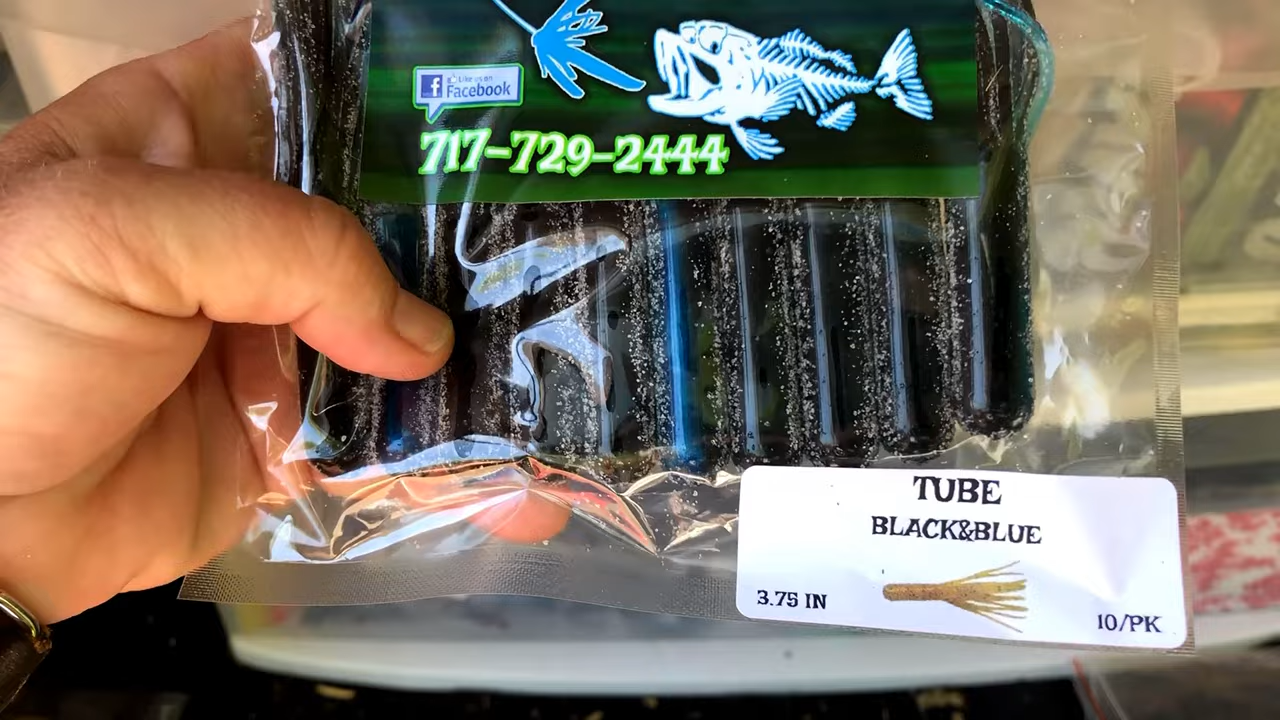 Like us on
Facebook
717-729-2444
TUBE
BLACK&BLUE
3.75 IN
10/PK